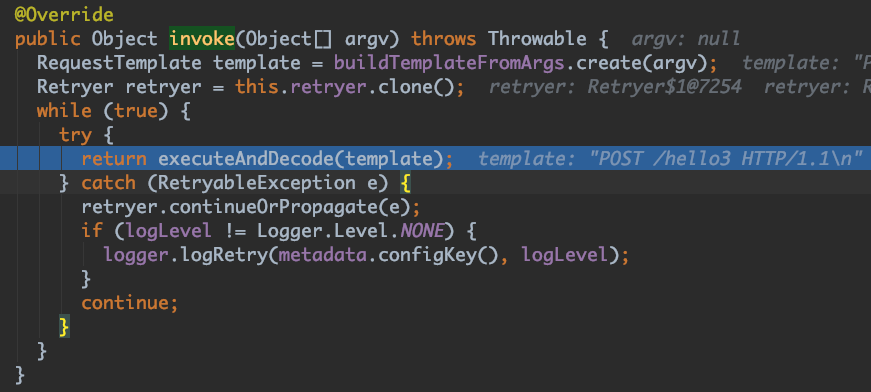 @Override
public Object invoke(Object[] argv) throws Throwable {  argv: null
RequestTemplate template = buildTemplateFromArgs.create(argv);  template: "P
Retryer retryer = this.retryer.clone();  retryer: Retryer$1@7254  retryer: R
while (true) {
try {
return executeAndDecode(template);  template: "POST /hello3 HTTP/1.1\n"
} catch (RetryableException e) {
retryer.continueOrPropagate(e);
if (logLevel != Logger.Level.NONE) {
logger.logRetry(metadata.configKey(), logLevel);
}
continue;
}
}
}